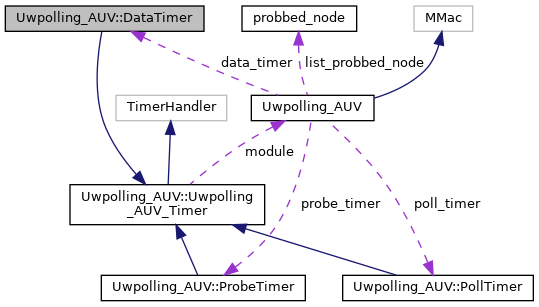 Uwpolling_AUV::DataTimer
probbed_node
MMac
data_timer
list_probbed_node
TimerHandler
Uwpolling_AUV
module
Uwpolling_AUV::Uwpolling
_AUV_Timer
probe_timer
poll_timer
Uwpolling_AUV::ProbeTimer
Uwpolling_AUV::PollTimer